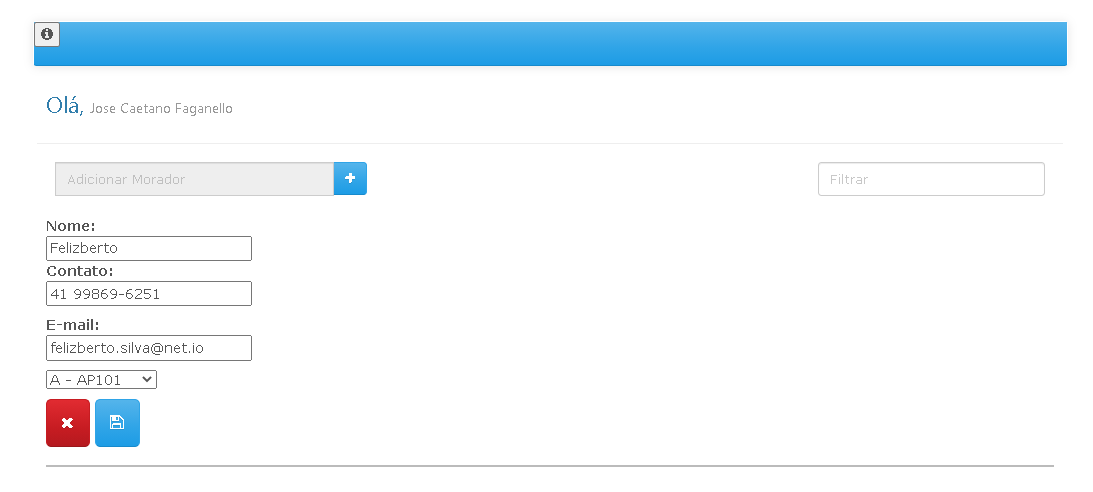 Olá, Jose Caetano Faganello
Adicionar Morador
Filtrar
Nome:
Felizberto
Contato:
41 99869-6251
E-mail:
felizberto.silva@net.io
A - AP101